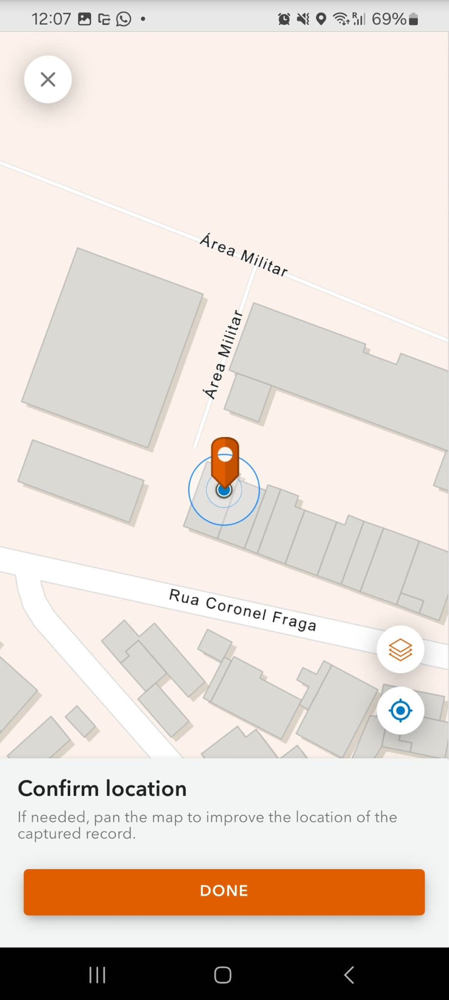 12:07
R
69%
Área Militar
Área Militar
Rua Coronel Fraga
Confirm location
If needed, pan the map to improve the location of the
captured record.
DONE